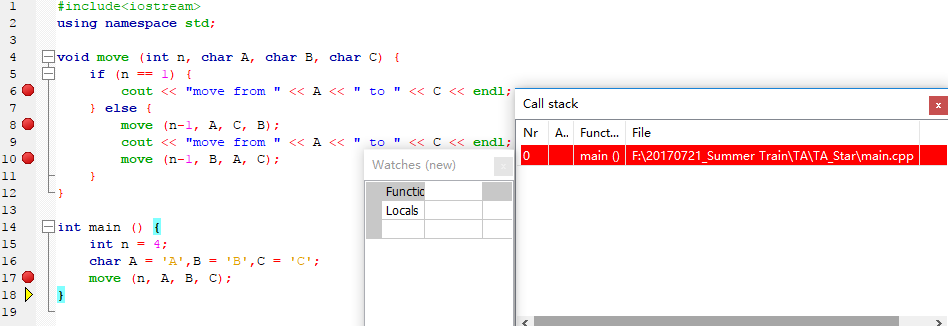 1 #include<iostream>
2 using namespace std;
3
4 void move (int n, char A, char B, char C) {
5 if (n == 1) {
6 cout << "move from " << A << " to " << C << endl;
7 } else {
8 move (n-1, A, C, B);
9 cout << "move from " << A << " to " << C << endl;
10 move (n-1, B, A, C);
11 }
12 }
13
14 int main () {
15 int n = 4;
16 char A = 'A',B = 'B',C = 'C';
17 move (n, A, B, C);
18 }
19
Watches (new)
Functic
Locals
Call stack
x
Nr A.. Funct... File
0 main () F:\20170721_Summer Train\TA\TA_Star\main.cpp